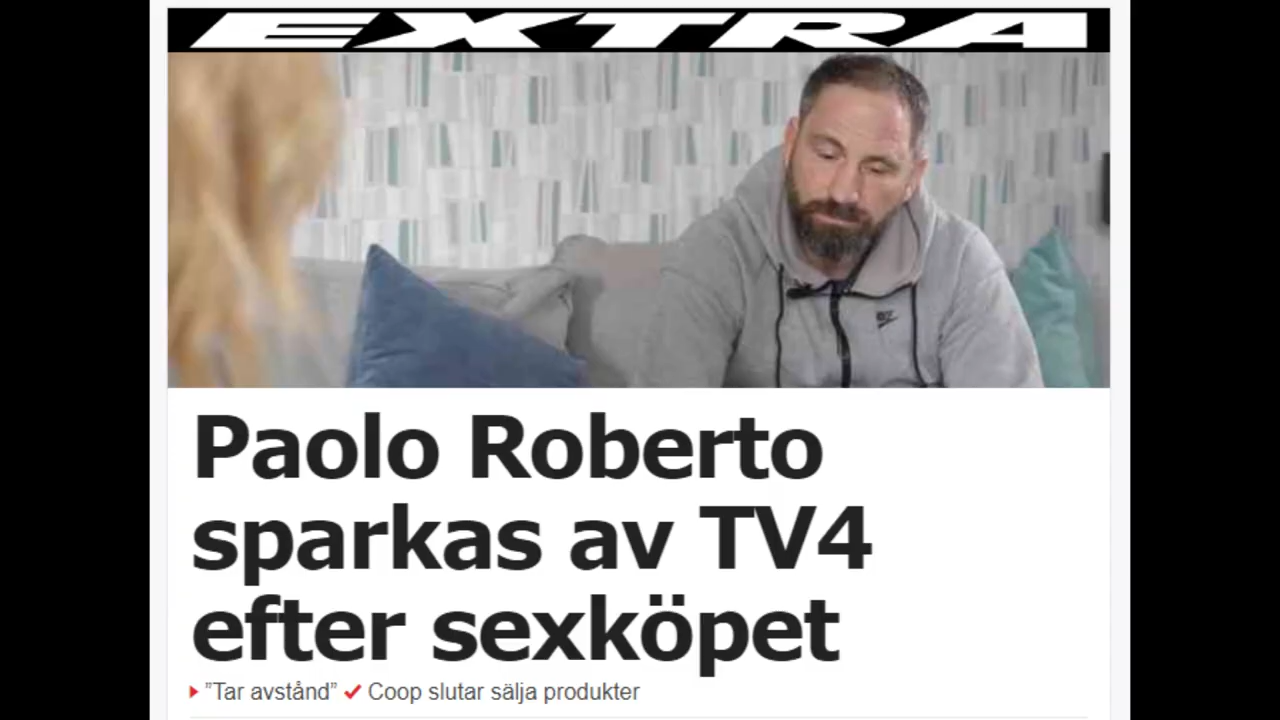 EXTRA
Paolo Roberto
sparkas av TV4
efter sexköpet
”Tar avstånd” Coop slutar sälja produkter